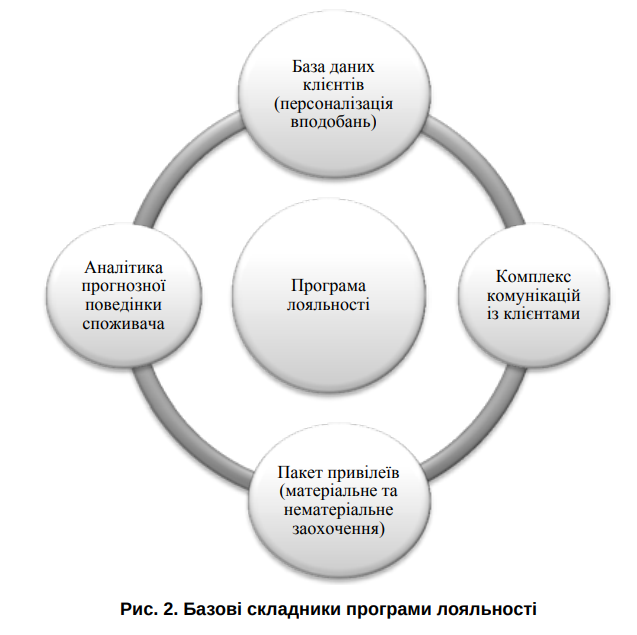 База даних
клієнтів
(персоналізація
вподобань)
Аналітика
прогнозної
поведінки
споживача
Програма
лояльності
Комплекс
комунікацій
із клієнтами
Пакет привілеїв
(матеріальне та
нематеріальне
заохочення)
Рис. 2. Базові складники програми лояльності